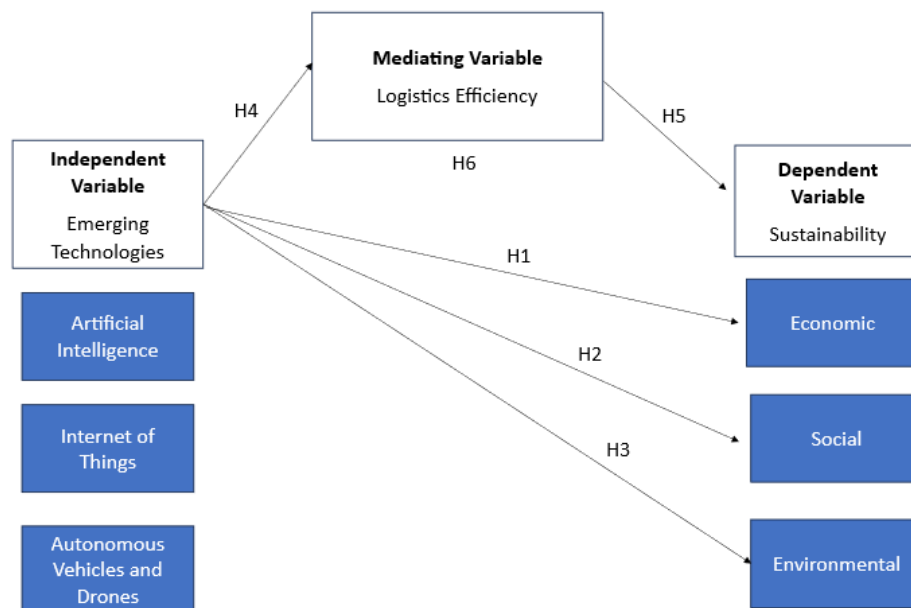 Mediating Variable
Logistics Efficiency
H4
H5
H6
Independent
Variable
Emerging
Technologies
Dependent
Variable
Sustainability
H1
H2
H3
Artificial
Intelligence
Internet of
Things
Autonomous
Vehicles and
Drones
Economic
Social
Environmental